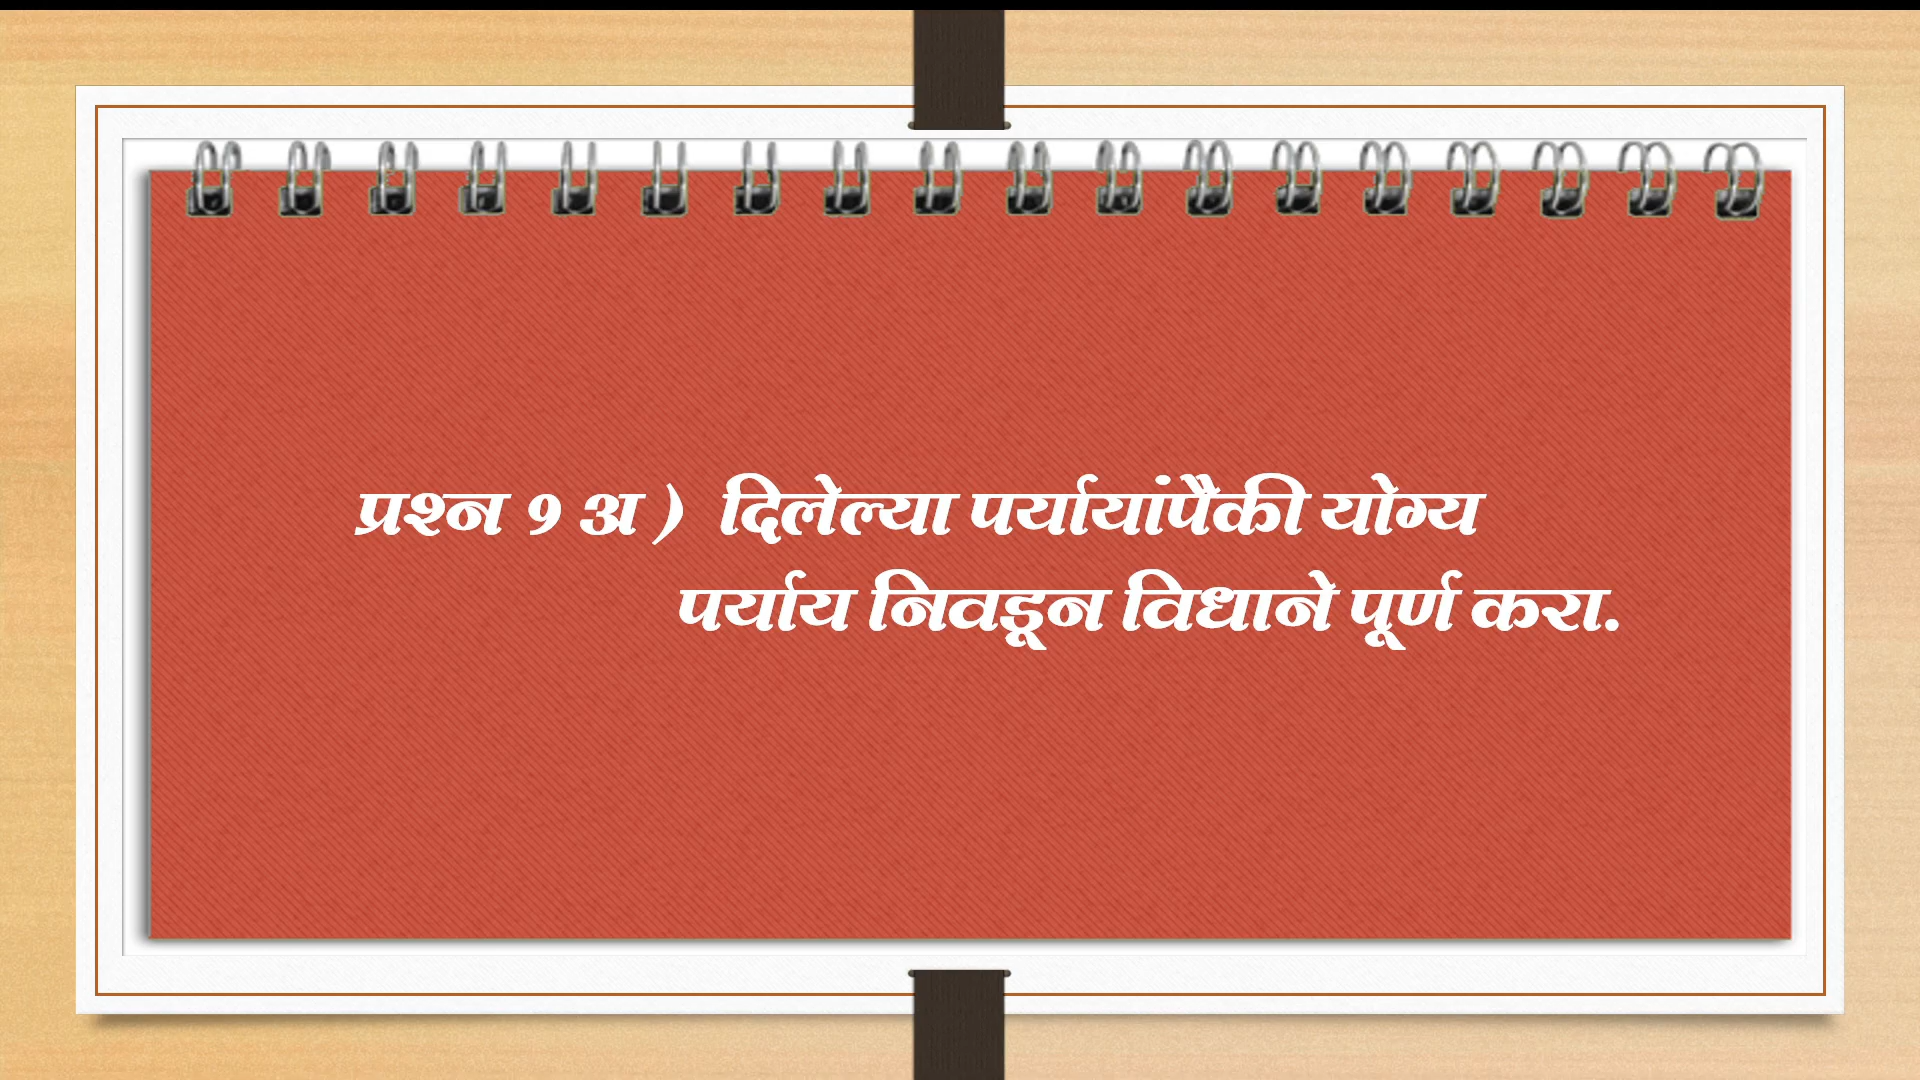 प्रश्न १ अ ) दिलेल्या पर्यायांपैकी योग्य
पर्याय निवडून विधाने पूर्ण करा.